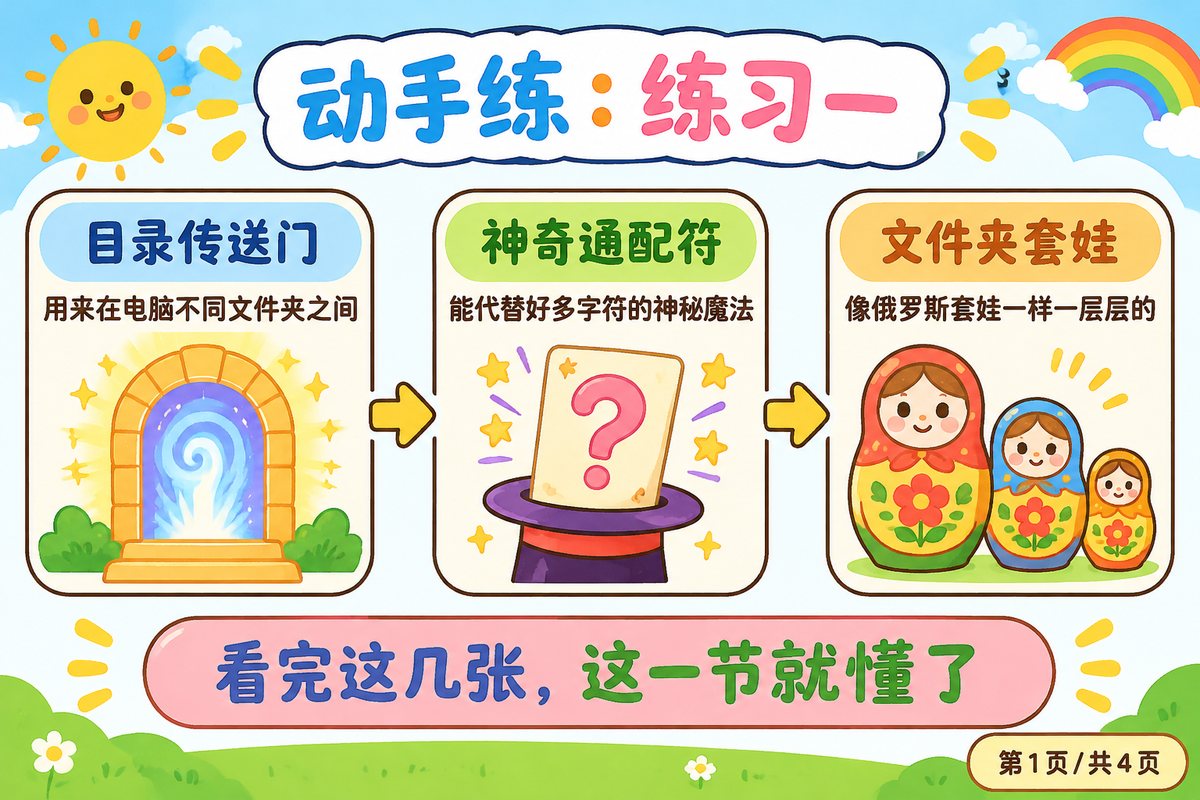 动手练：练习一
目录传送门
用来在电脑不同文件夹之间
神奇通配符
能代替好多字符的神秘魔法
?
文件夹套娃
像俄罗斯套娃一样一层层的
看完这几张，这一节就懂了
第1页/共4页